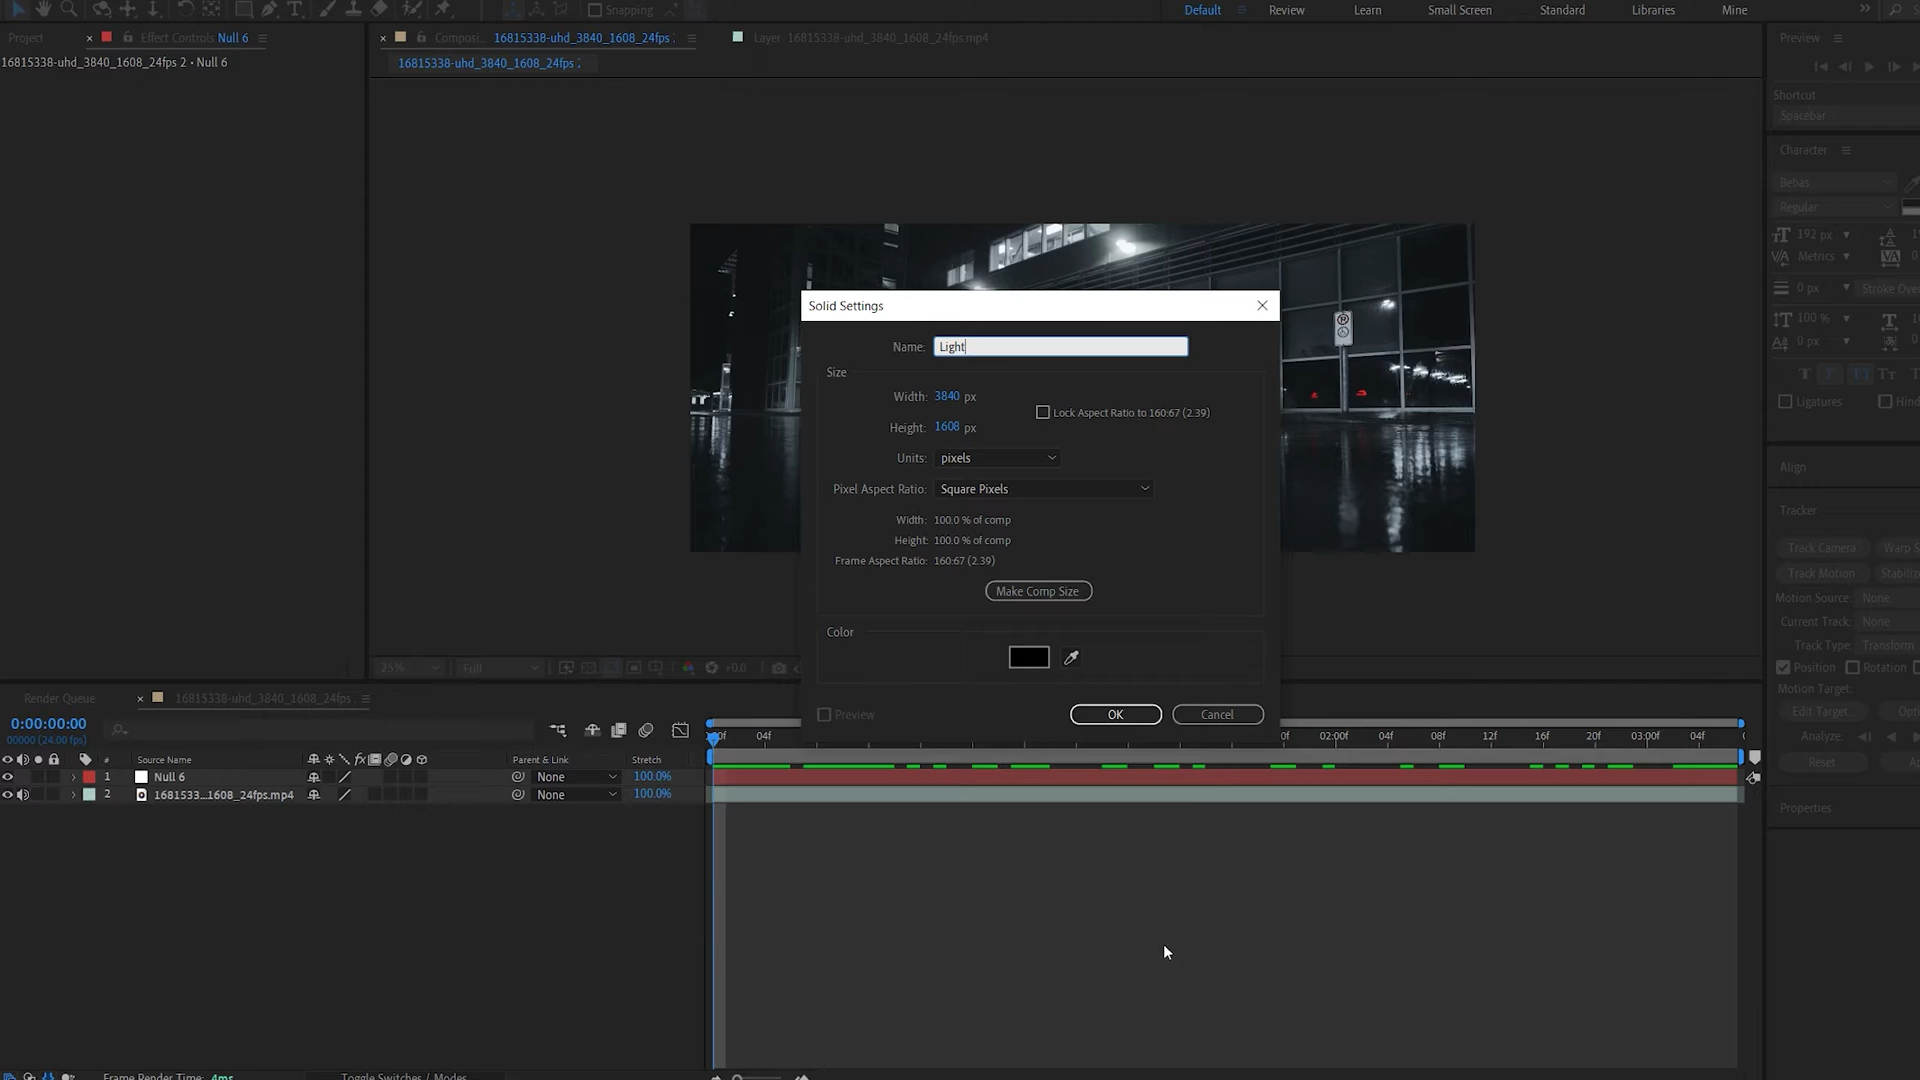 Snapping
Default
Review
Learn
Small Screen
Standard
Libraries
Mine
Project
Effect Controls Null 6
Composi...
16815338-uhd_3840_1608_24fps
Layer 16815338-uhd_3840_1608_24fps.mp4
Preview
16815338-uhd_3840_1608_24fps 2 • Null 6
16815338-uhd_3840_1608_24fps
Shortcut
Spacebar
Character
Bebas
Regular
192 px
Metrics
0 px
Stroke Ove
100 %
0 px
Ligatures
Hind
Align
Tracker
Track Camera
Warp S
Track Motion
Stabiliz
Motion Source: None
Current Track: None
Track Type: Transform
Position
Rotation
Motion Target:
Edit Target...
Opti
Analyze:
Reset
Ap
Properties
Solid Settings
Name: Light
Size
Width: 3840 px
Lock Aspect Ratio to 160:67 (2.39)
Height: 1608 px
Units: pixels
Pixel Aspect Ratio: Square Pixels
Width: 100.0 % of comp
Height: 100.0 % of comp
Frame Aspect Ratio: 160:67 (2.39)
Make Comp Size
Color
Preview
OK
Cancel
25%
Full
+0.0
Render Queue
16815338-uhd_3840_1608_24fps
0:00:00:00
00000 (24.00 fps)
04f
02:00f
04f
08f
12f
16f
20f
03:00f
04f
#
Source Name
Parent & Link
Stretch
1
Null 6
None
100.0%
2
1681533...1608_24fps.mp4
None
100.0%
Frame Render Time: 4ms
Toggle Switches / Modes